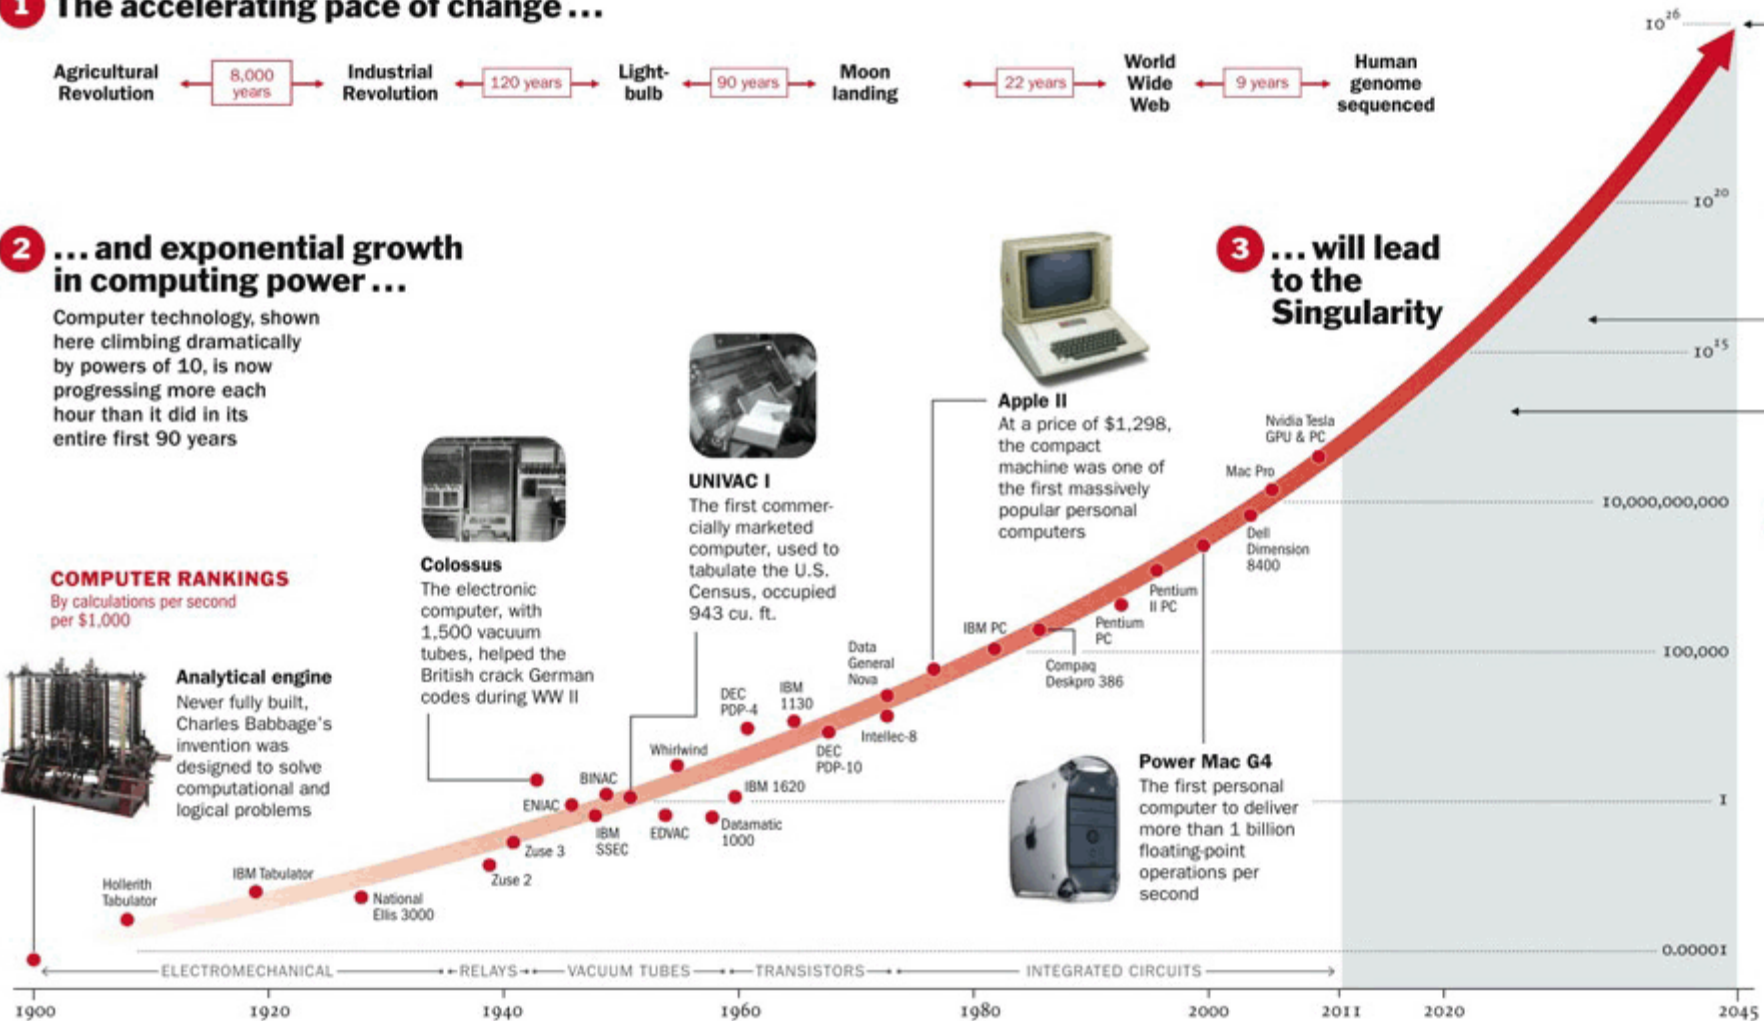 1 The accelerating pace of change...
Agricultural
Revolution
8,000
years
Industrial
Revolution
120 years
Light-
bulb
90 years
Moon
landing
22 years
World
Wide
Web
9 years
Human
genome
sequenced
2 ...and exponential growth
in computing power...
Computer technology, shown
here climbing dramatically
by powers of 10, is now
progressing more each
hour than it did in its
entire first 90 years
3 ...will lead
to the
Singularity
COMPUTER RANKINGS
By calculations per second
per $1,000
Analytical engine
Never fully built,
Charles Babbage's
invention was
designed to solve
computational and
logical problems
Colossus
The electronic
computer, with
1,500 vacuum
tubes, helped the
British crack German
codes during WW II
UNIVAC I
The first commer-
cially marketed
computer, used to
tabulate the U.S.
Census, occupied
943 cu. ft.
Apple II
At a price of $1,298,
the compact
machine was one of
the first massively
popular personal
computers
Power Mac G4
The first personal
computer to deliver
more than 1 billion
floating-point
operations per
second
Hollerith
Tabulator
IBM Tabulator
National
Ellis 3000
Zuse 2
Zuse 3
ENIAC
BINAC
IBM
SSEC
Whirlwind
EDVAC
Datamatic
1000
IBM 1620
DEC
PDP-4
IBM
1130
DEC
PDP-10
Data
General
Nova
Intellec-8
IBM PC
Compaq
Deskpro 386
Pentium
PC
Pentium
II PC
Dell
Dimension
8400
Mac Pro
Nvidia Tesla
GPU & PC
10²⁶
10²⁰
10¹⁵
10,000,000,000
100,000
1
0.00001
ELECTROMECHANICAL
RELAYS
VACUUM TUBES
TRANSISTORS
INTEGRATED CIRCUITS
1900
1920
1940
1960
1980
2000
2011
2020
2045